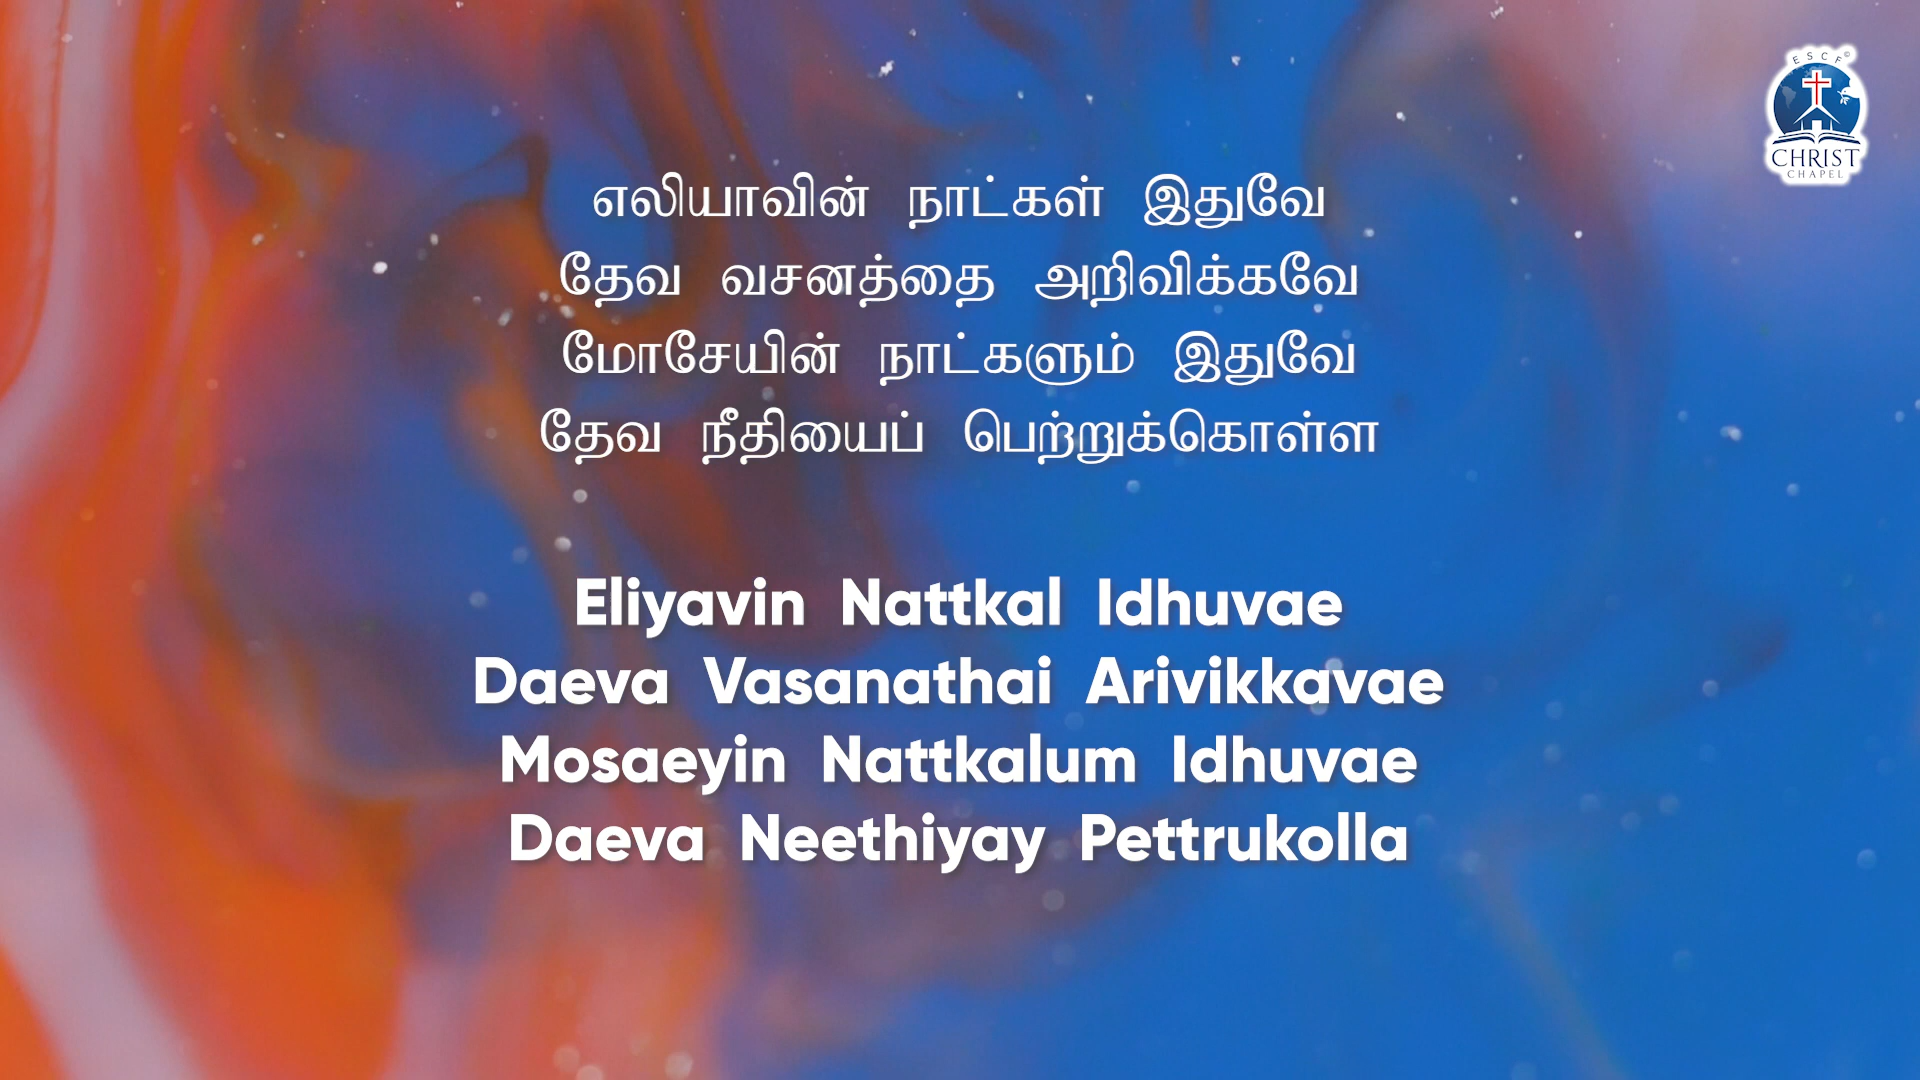 எலியாவின் நாட்கள் இதுவே
தேவ வசனத்தை அறிவிக்கவே
மோசேயின் நாட்களும் இதுவே
தேவ நீதியைப் பெற்றுக்கொள்ள
Eliyavin Nattkal Idhuvae
Daeva Vasanathai Arivikkavae
Mosaeyin Nattkalum Idhuvae
Daeva Neethiyay Pettrukolla
ESCF©
CHRIST
CHAPEL